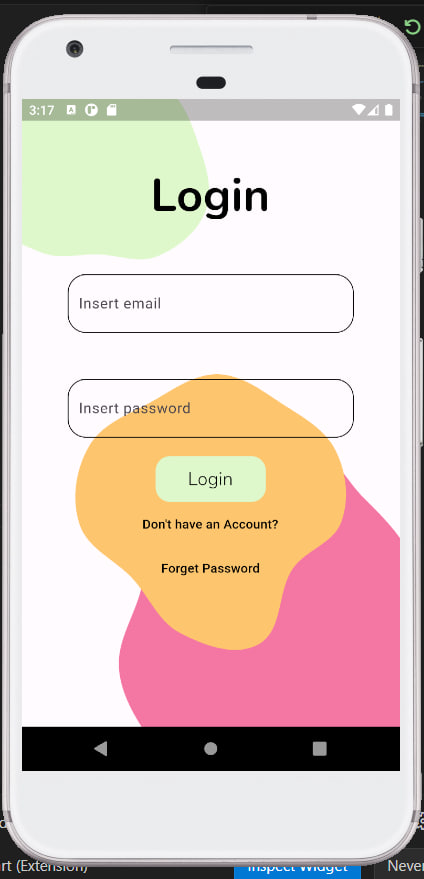 3:17
Login
Insert email
Insert password
Login
Don't have an Account?
Forget Password
rt (Extension)
Inspect Widget
Never